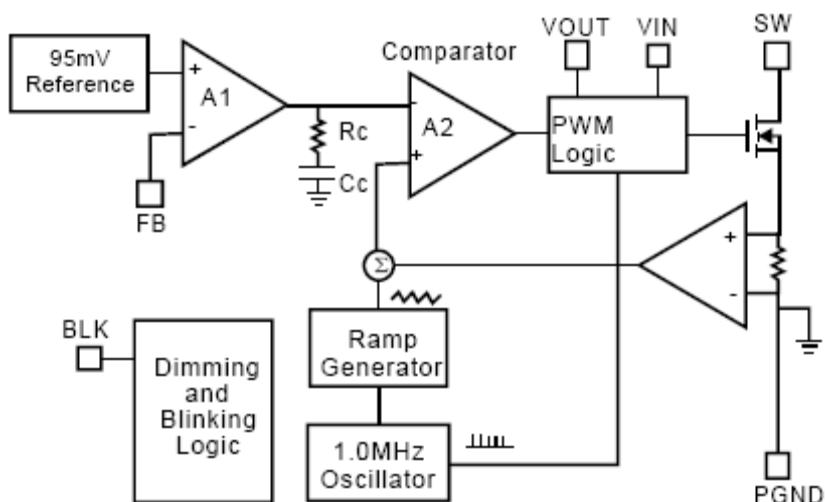 VOUT VIN SW
95mV
Reference
+
-
A1
Comparator
-
+
A2
PWM
Logic
Rc
Cc
FB
Σ
+
-
BLK
Dimming
and
Blinking
Logic
Ramp
Generator
1.0MHz
Oscillator
PGND